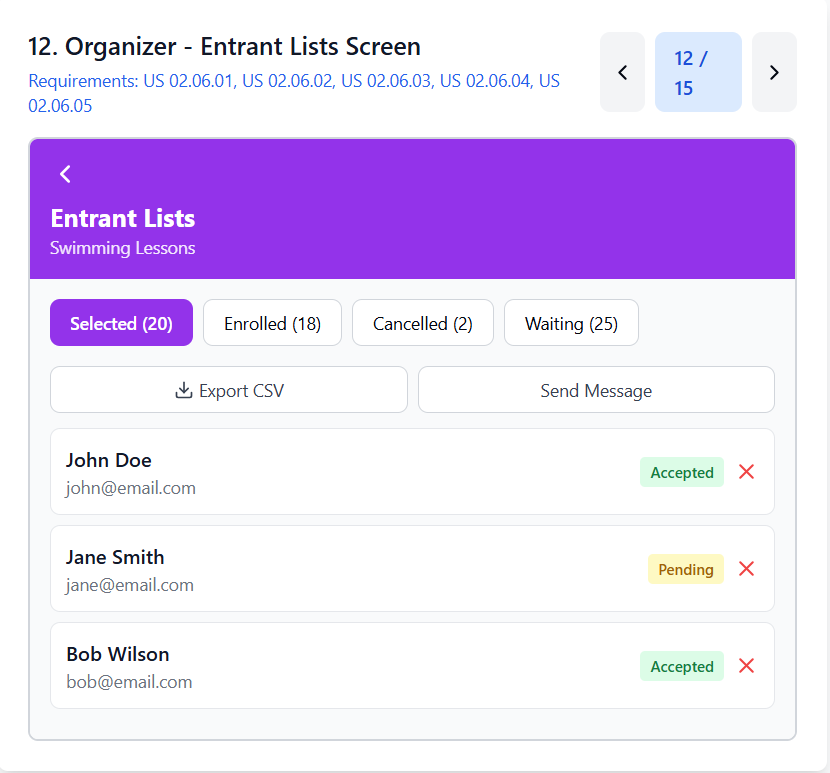 12. Organizer - Entrant Lists Screen
Requirements: US 02.06.01, US 02.06.02, US 02.06.03, US 02.06.04, US
02.06.05
12 /
15
Entrant Lists
Swimming Lessons
Selected (20)
Enrolled (18)
Cancelled (2)
Waiting (25)
Export CSV
Send Message
John Doe
john@email.com
Accepted
Jane Smith
jane@email.com
Pending
Bob Wilson
bob@email.com
Accepted